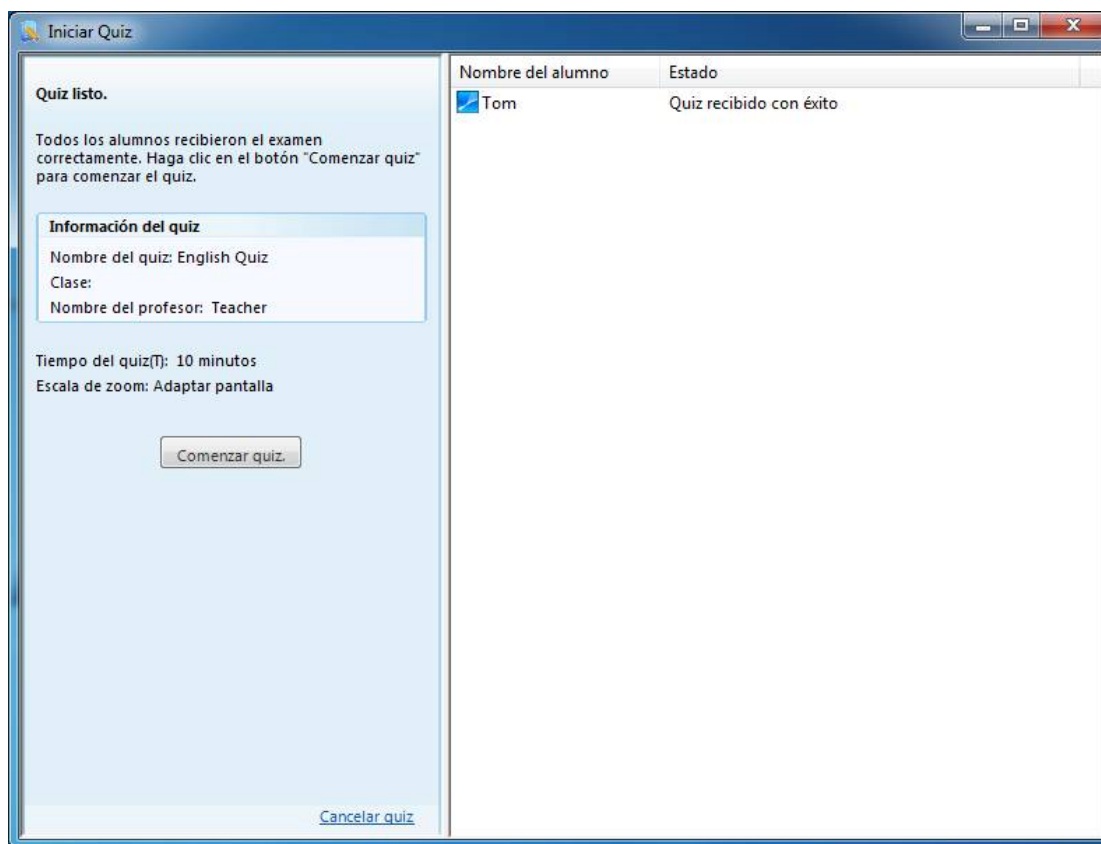 Iniciar Quiz
Quiz listo.
Todos los alumnos recibieron el examen
correctamente. Haga clic en el botón "Comenzar quiz"
para comenzar el quiz.
Información del quiz
Nombre del quiz: English Quiz
Clase:
Nombre del profesor: Teacher
Tiempo del quiz(T): 10 minutos
Escala de zoom: Adaptar pantalla
Comenzar quiz.
Cancelar quiz
Nombre del alumno Estado
Tom Quiz recibido con éxito